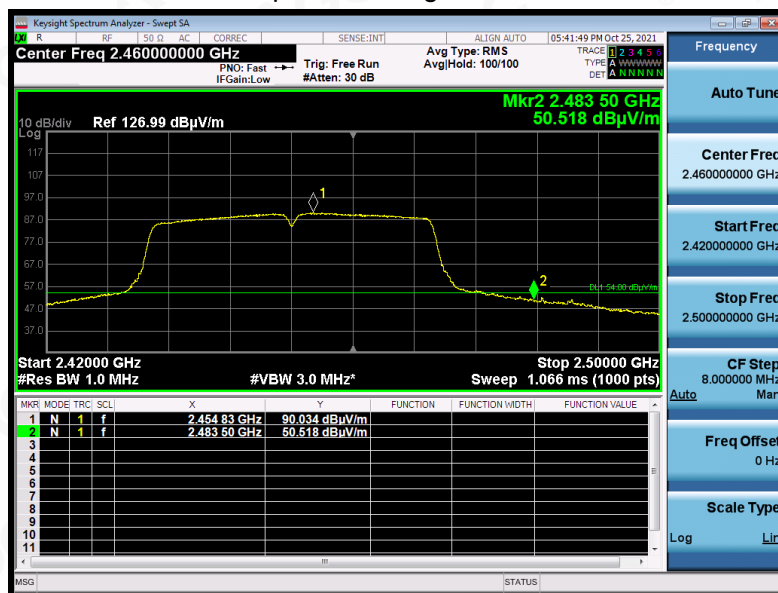 Keysight Spectrum Analyzer - Swept SA
LXI R RF 50 Ω AC CORREC SENSE:INT ALIGN AUTO 05:41:49 PM Oct 25, 2021
Center Freq 2.460000000 GHz
PNO: Fast
IFGain:Low
Trig: Free Run
#Atten: 30 dB
Avg Type: RMS
Avg|Hold: 100/100
TRACE 1 2 3 4 5 6
TYPE A WWWWW
DET A N N N N N
Mkr2 2.483 50 GHz
50.518 dBμV/m
10 dB/div Ref 126.99 dBμV/m
Log
117
107
97.0
87.0
77.0
67.0
57.0
47.0
37.0
1
2
DL1 54.00 dBμV/m
Start 2.42000 GHz Stop 2.50000 GHz
#Res BW 1.0 MHz #VBW 3.0 MHz* Sweep 1.066 ms (1000 pts)
MKR MODE TRC SCL X Y FUNCTION FUNCTION WIDTH FUNCTION VALUE
1 N 1 f 2.454 83 GHz 90.034 dBμV/m
2 N 1 f 2.483 50 GHz 50.518 dBμV/m
3
4
5
6
7
8
9
10
11
MSG STATUS
Frequency
Auto Tune
Center Freq
2.460000000 GHz
Start Freq
2.420000000 GHz
Stop Freq
2.500000000 GHz
CF Step
8.000000 MHz
Auto Man
Freq Offset
0 Hz
Scale Type
Log Lin